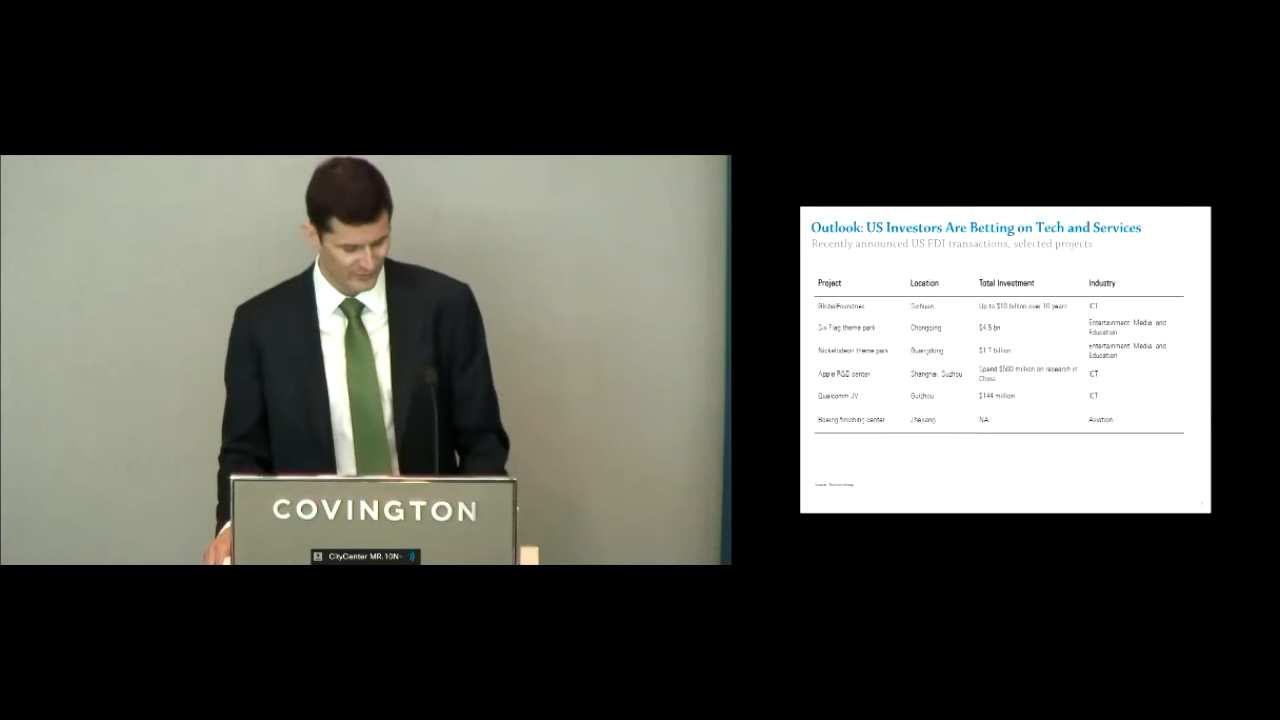 COVINGTON
CityCenter MR.10N-
Outlook: US Investors Are Betting on Tech and Services
Recently announced US FDI transactions, selected projects
Project Location Total Investment Industry
GlobalFoundries Sichuan Up to $10 billion over 10 years ICT
Six Flag theme park Chongqing $4.5 bn Entertainment, Media and
Education
Nickelodeon theme park Guangdong $1.7 billion Entertainment, Media and
Education
Apple R&D center Shanghai, Suzhou Spend $500 million on research in
China ICT
Qualcomm JV Guizhou $144 million ICT
Boeing finishing center Zhejiang NA Aviation